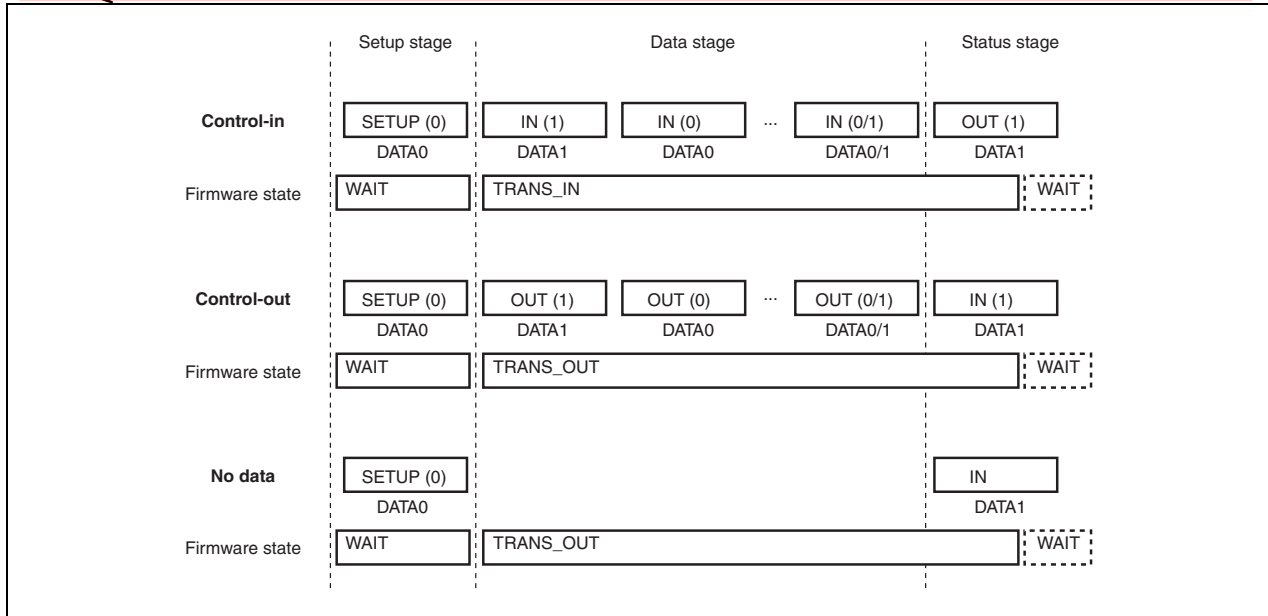 Setup stage Data stage Status stage
Control-in SETUP (0) IN (1) IN (0) ... IN (0/1) OUT (1)
DATA0 DATA1 DATA0 DATA0/1 DATA1
Firmware state WAIT TRANS_IN WAIT
Control-out SETUP (0) OUT (1) OUT (0) ... OUT (0/1) IN (1)
DATA0 DATA1 DATA0 DATA0/1 DATA1
Firmware state WAIT TRANS_OUT WAIT
No data SETUP (0) IN
DATA0 DATA1
Firmware state WAIT TRANS_OUT WAIT